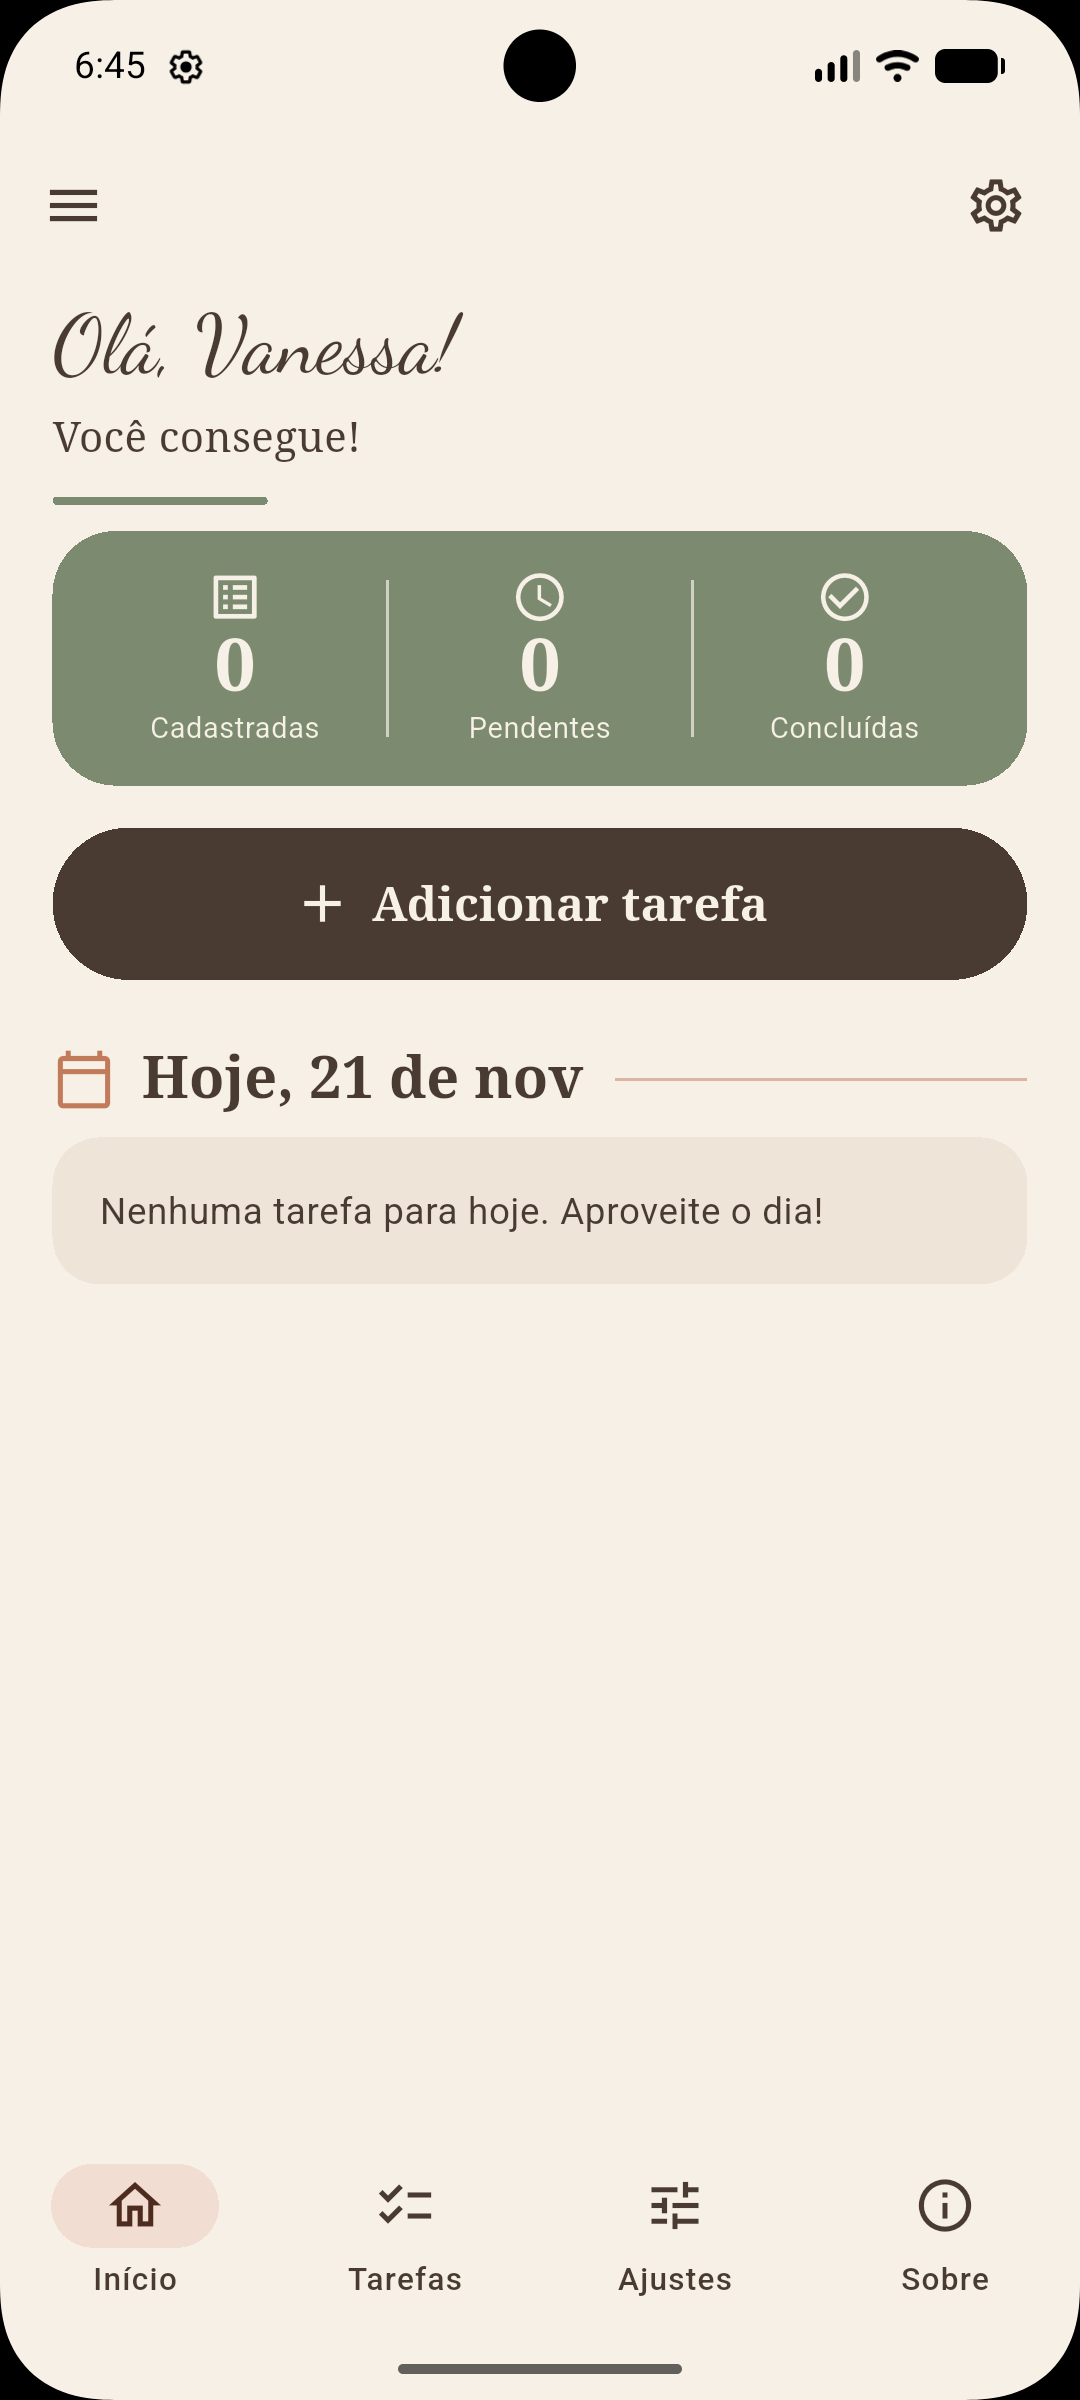 6:45
Olá, Vanessa!
Você consegue!
0 0 0
Cadastradas Pendentes Concluídas
+ Adicionar tarefa
Hoje, 21 de nov
Nenhuma tarefa para hoje. Aproveite o dia!
Início Tarefas Ajustes Sobre